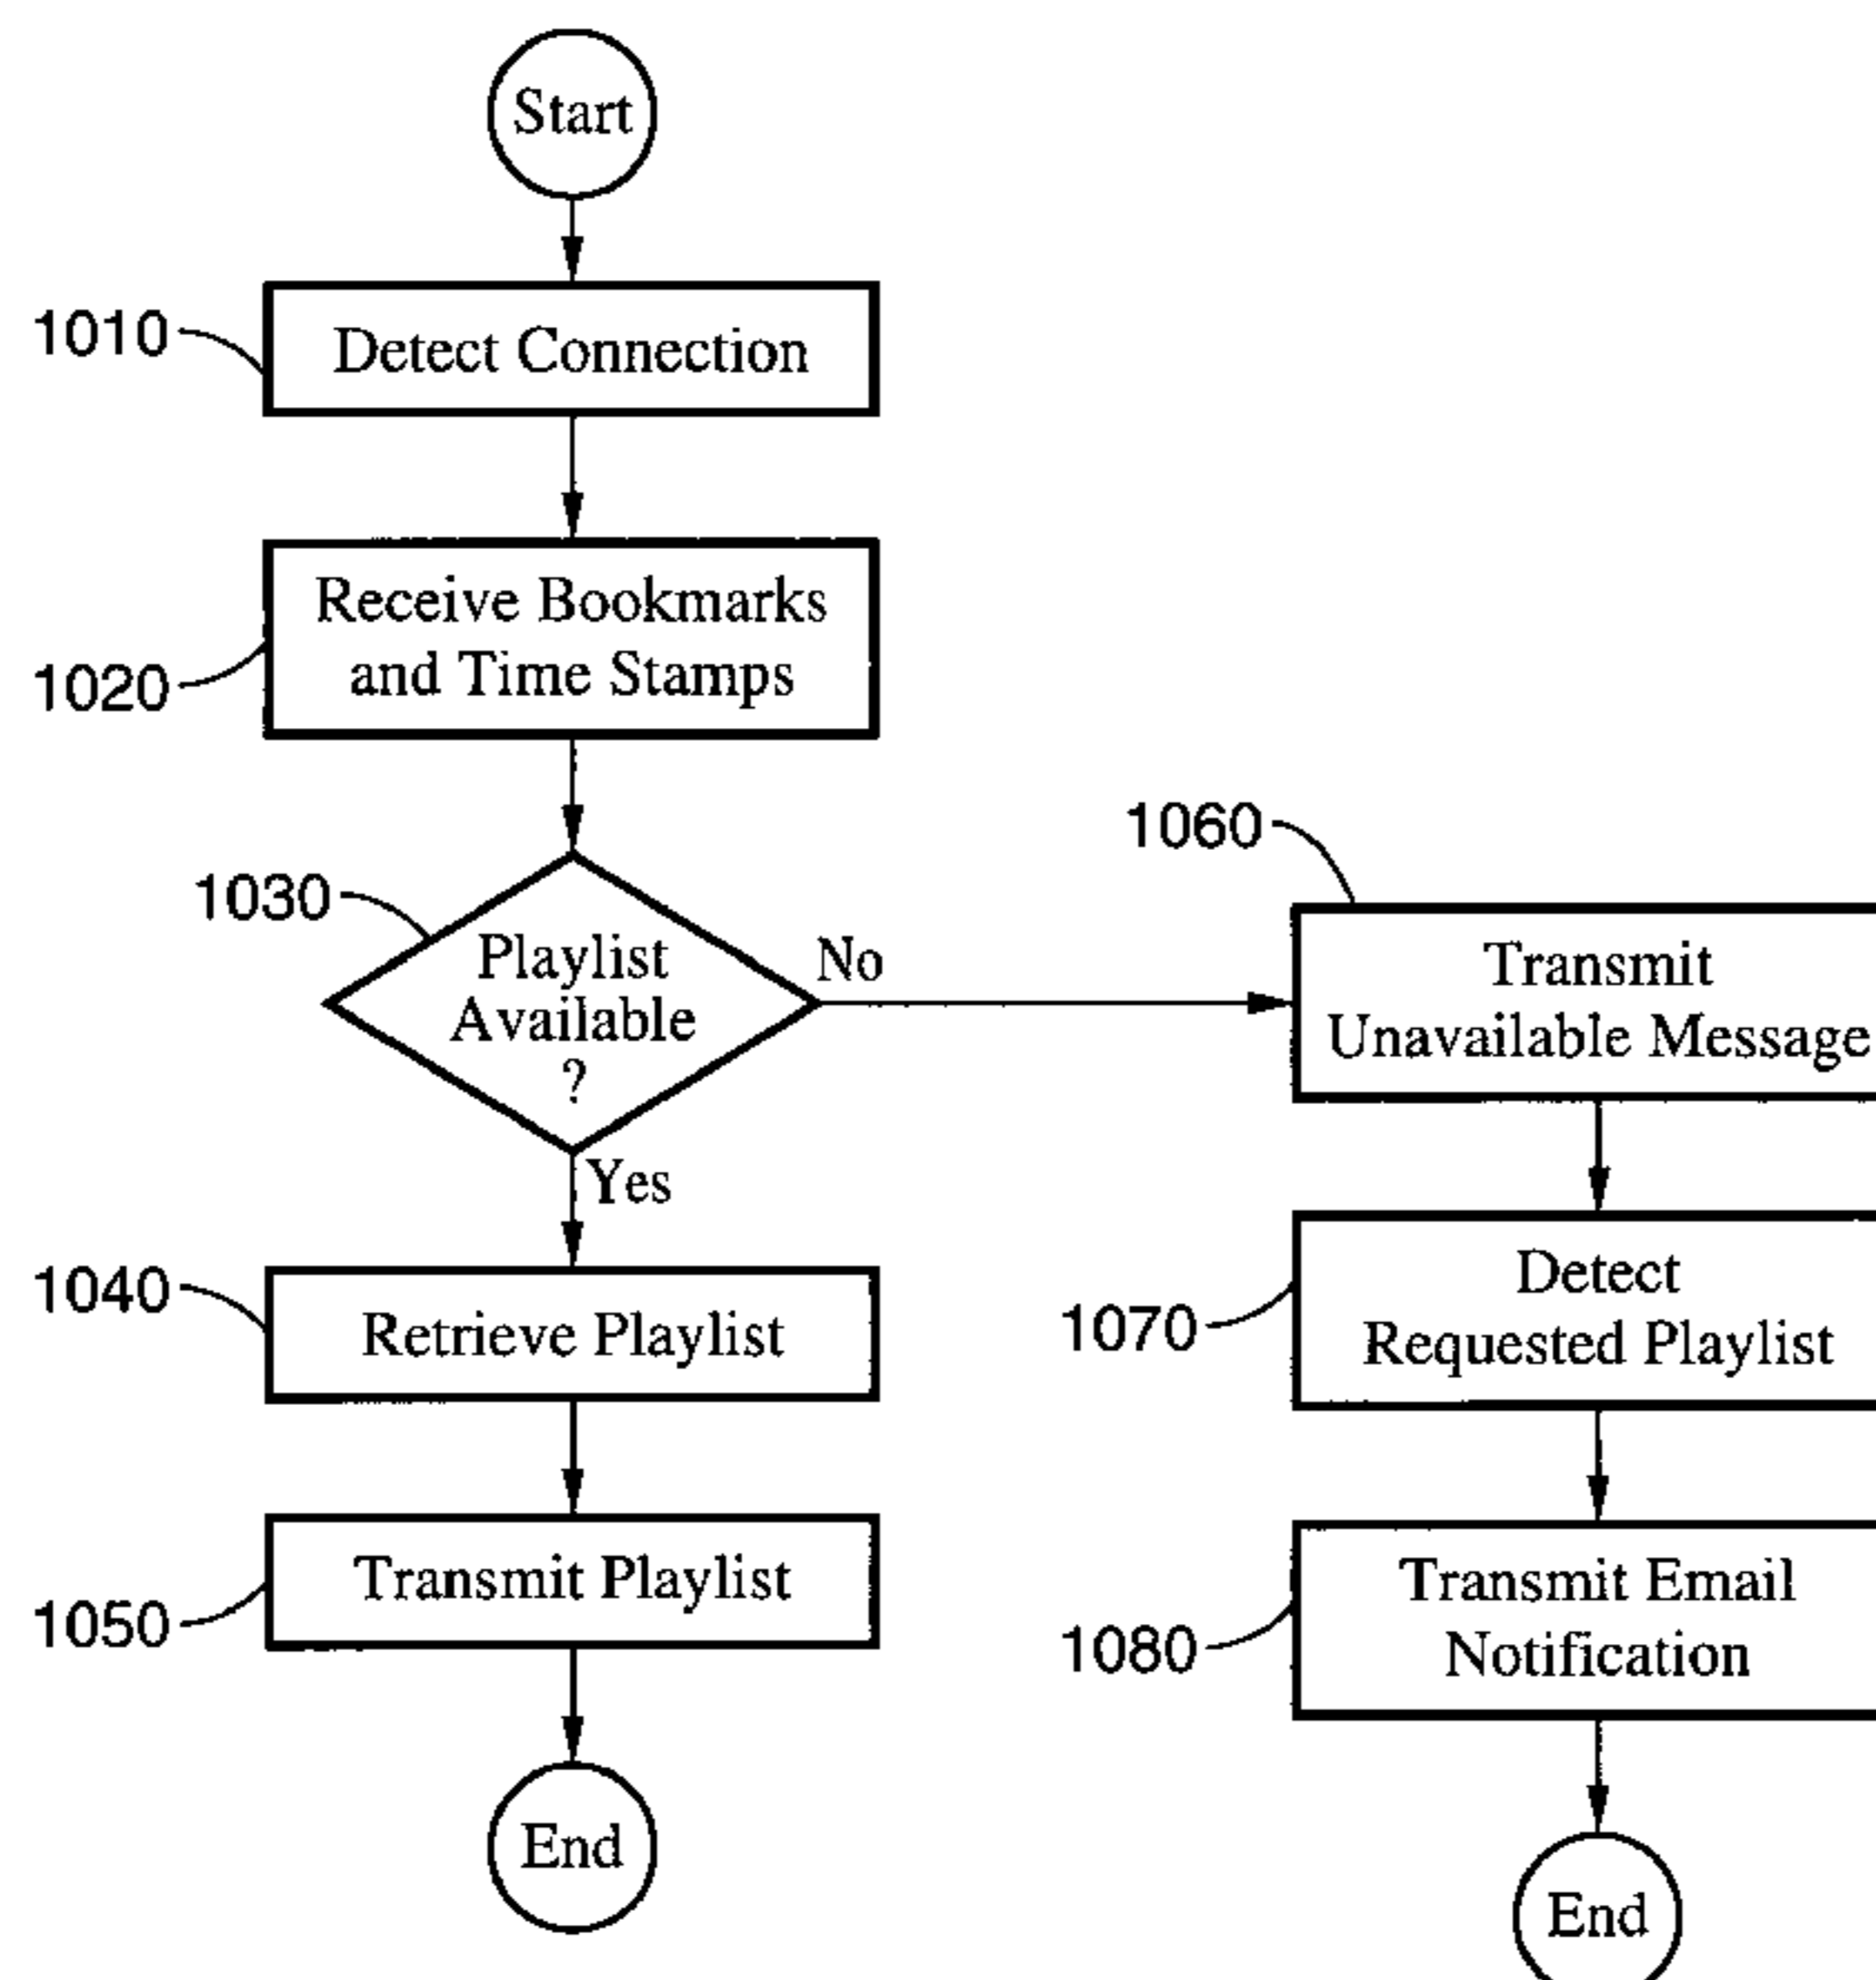 Start
1010
Detect Connection
Receive Bookmarks
and Time Stamps
1020
1030
Playlist
Available
?
No
Yes
1040
Retrieve Playlist
Transmit Playlist
1050
End
1060
Transmit
Unavailable Message
Detect
Requested Playlist
1070
Transmit Email
Notification
1080
End